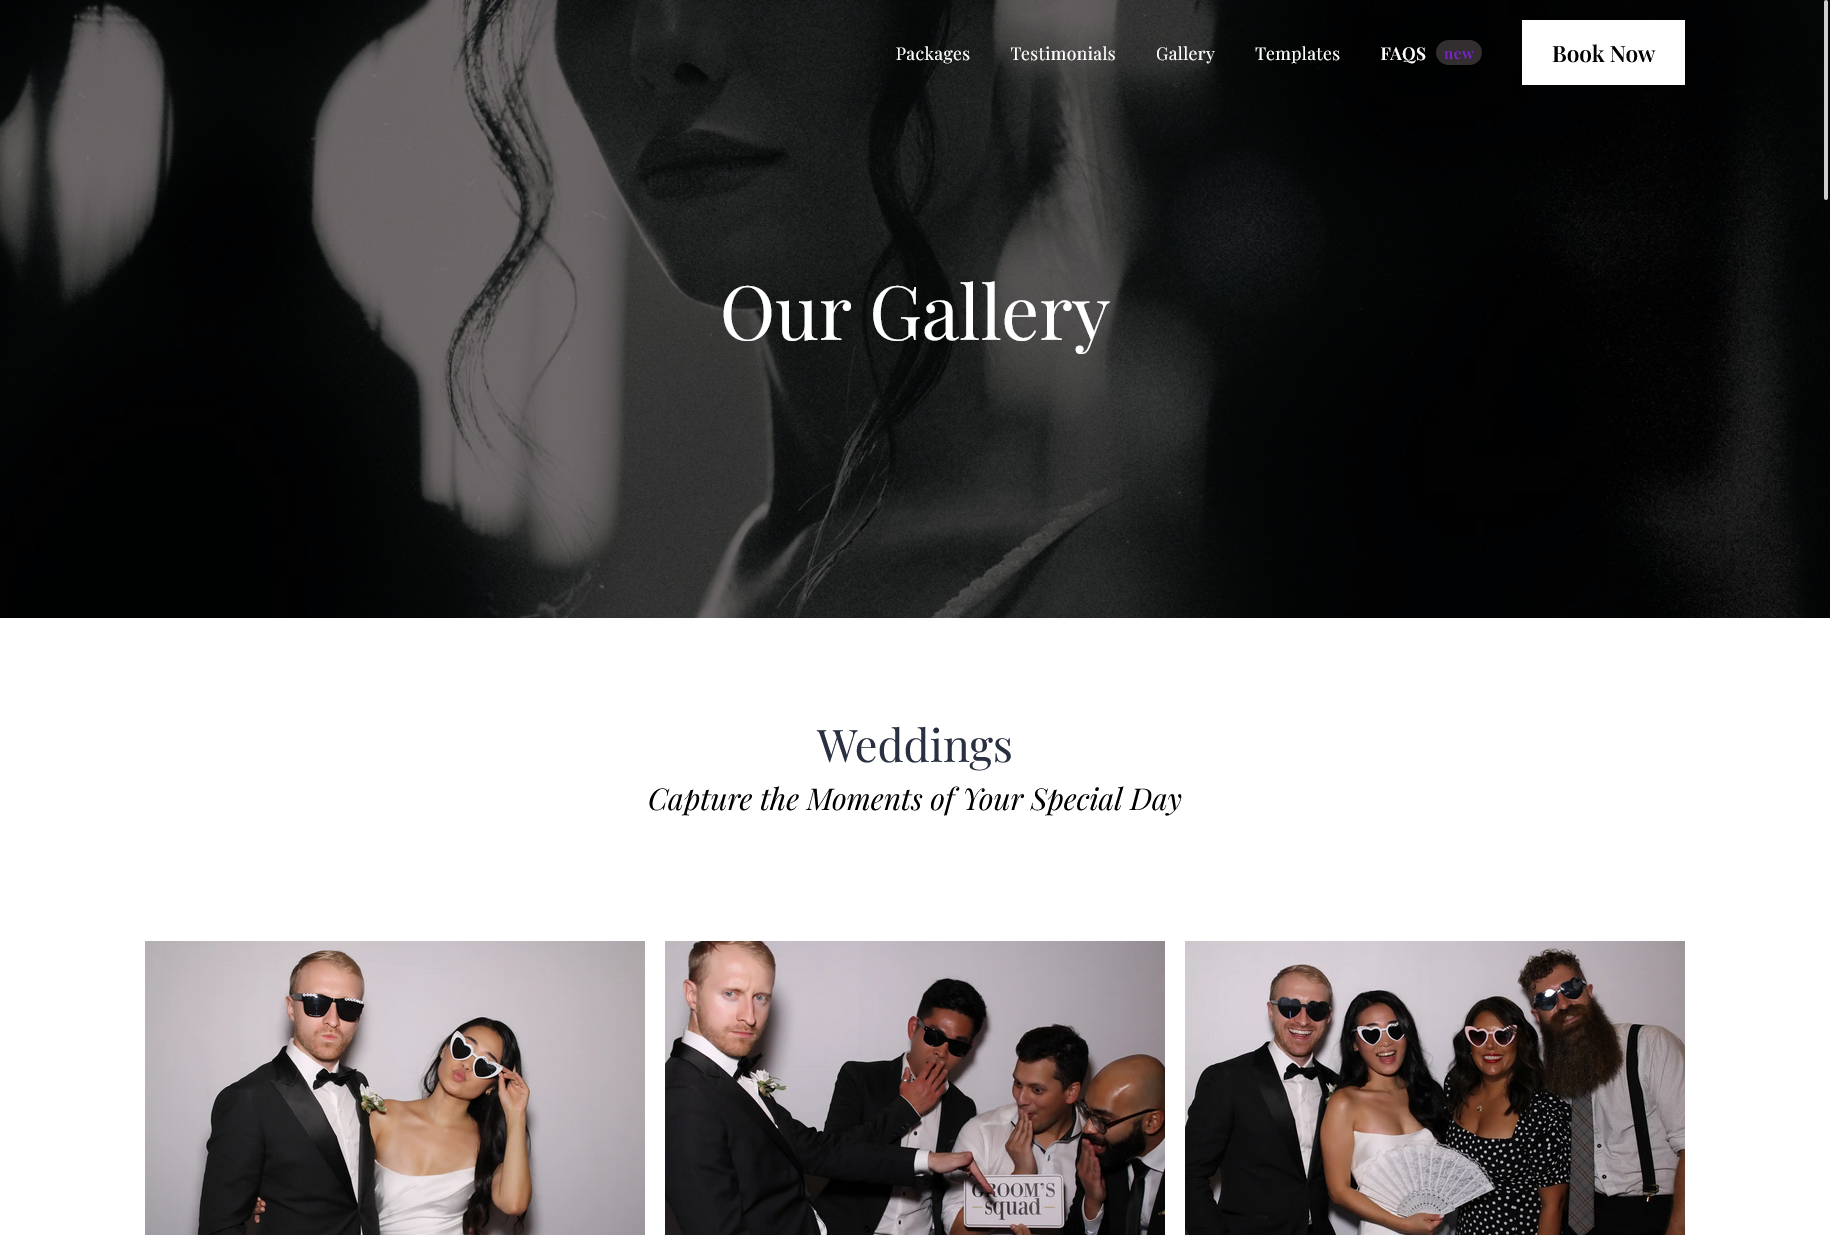 Packages Testimonials Gallery Templates FAQS new Book Now
Our Gallery
Weddings
Capture the Moments of Your Special Day
GROOM'S
squad